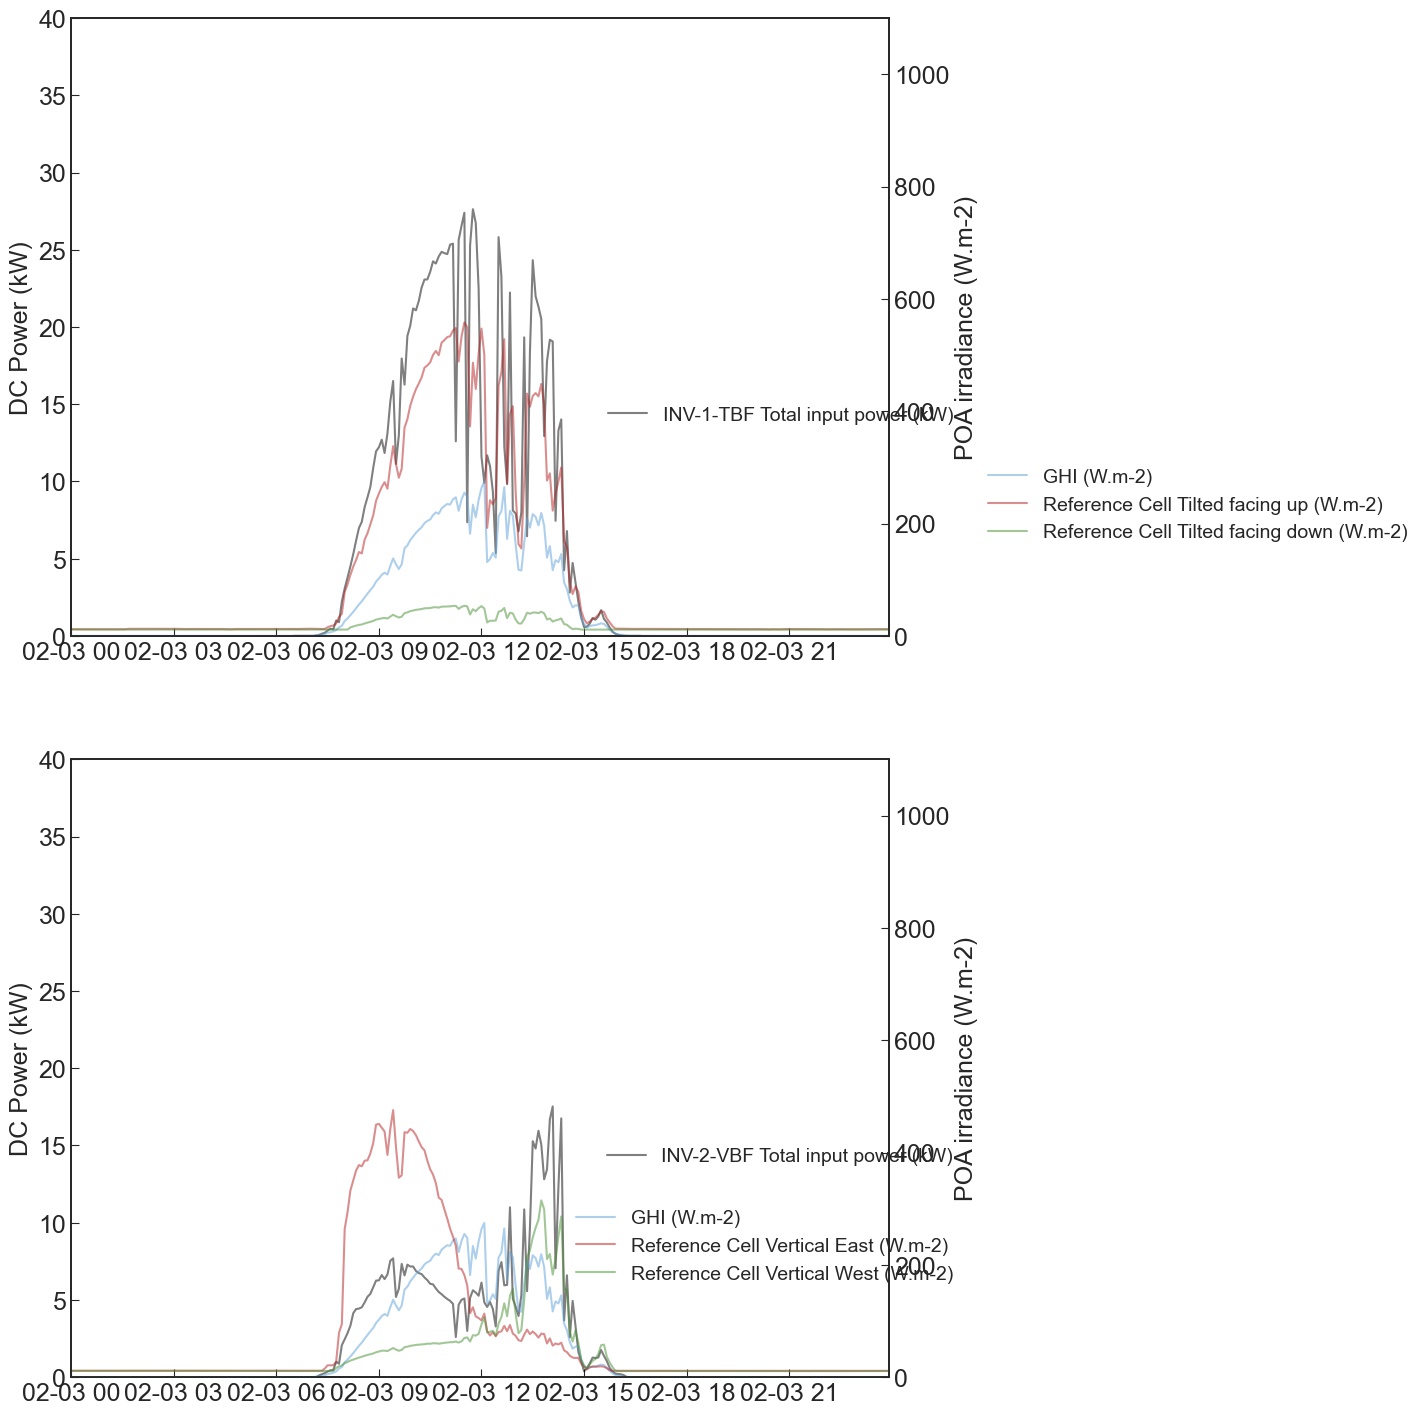 40
35
30
25
20
15
10
5
0
DC Power (kW)
1000
800
600
400
200
0
POA irradiance (W.m-2)
INV-1-TBF Total input power (kW)
GHI (W.m-2)
Reference Cell Tilted facing up (W.m-2)
Reference Cell Tilted facing down (W.m-2)
02-03 00 02-03 03 02-03 06 02-03 09 02-03 12 02-03 15 02-03 18 02-03 21
40
35
30
25
20
15
10
5
0
DC Power (kW)
1000
800
600
400
200
0
POA irradiance (W.m-2)
INV-2-VBF Total input power (kW)
GHI (W.m-2)
Reference Cell Vertical East (W.m-2)
Reference Cell Vertical West (W.m-2)
02-03 00 02-03 03 02-03 06 02-03 09 02-03 12 02-03 15 02-03 18 02-03 21